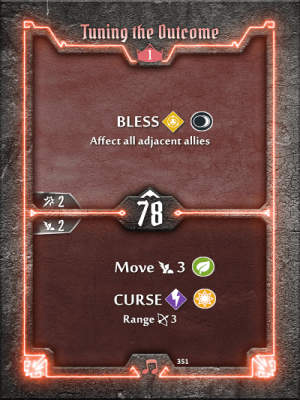 Tuning the Outcome
1
BLESS
Affect all adjacent allies
2
78
2
Move 3
CURSE
Range 3
351